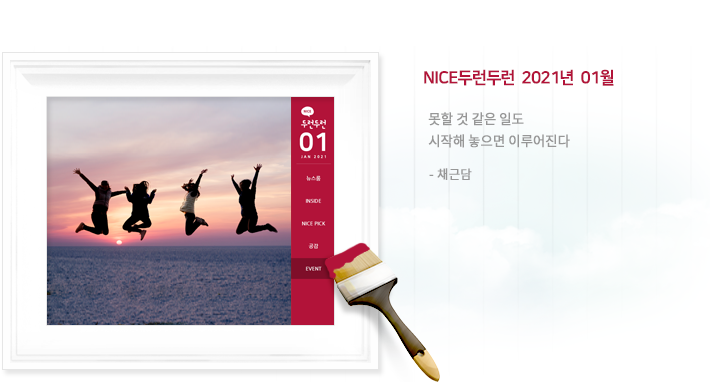 NICE두런두런 2021년 01월
못할 것 같은 일도
시작해 놓으면 이루어진다
- 채근담
NICE
두런두런
01
JAN 2021
뉴스룸
INSIDE
NICE PICK
공감
EVENT